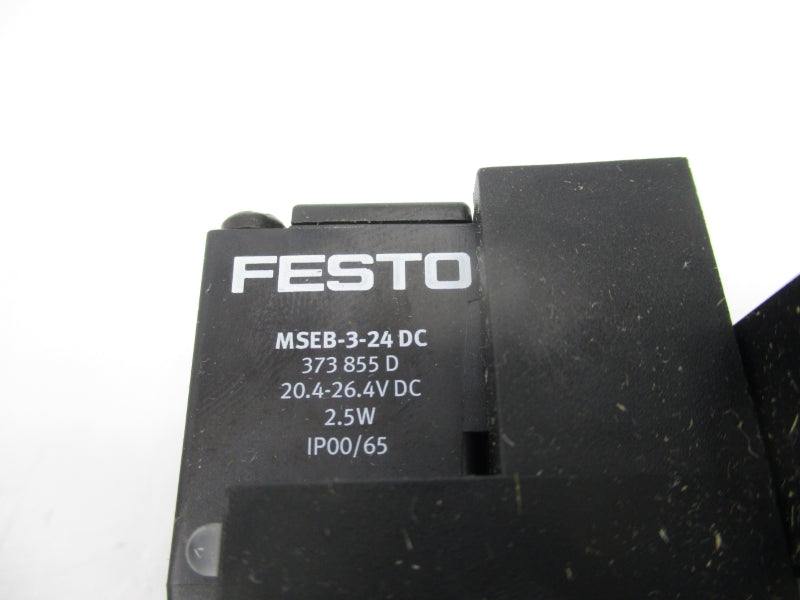 FESTO
MSEB-3-24 DC
373 855 D
20.4-26.4V DC
2.5W
IP00/65